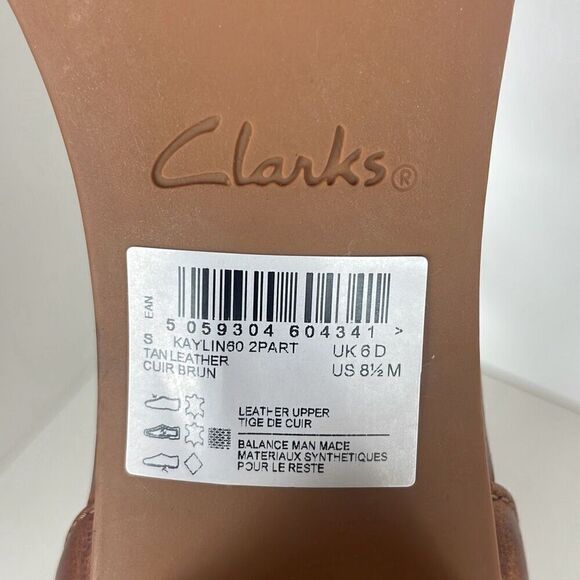 Clarks®
EAN
5 059304 604341 >
S KAYLIN60 2PART UK 6 D
TAN LEATHER US 8½ M
CUIR BRUN
LEATHER UPPER
TIGE DE CUIR
BALANCE MAN MADE
MATERIAUX SYNTHETIQUES
POUR LE RESTE